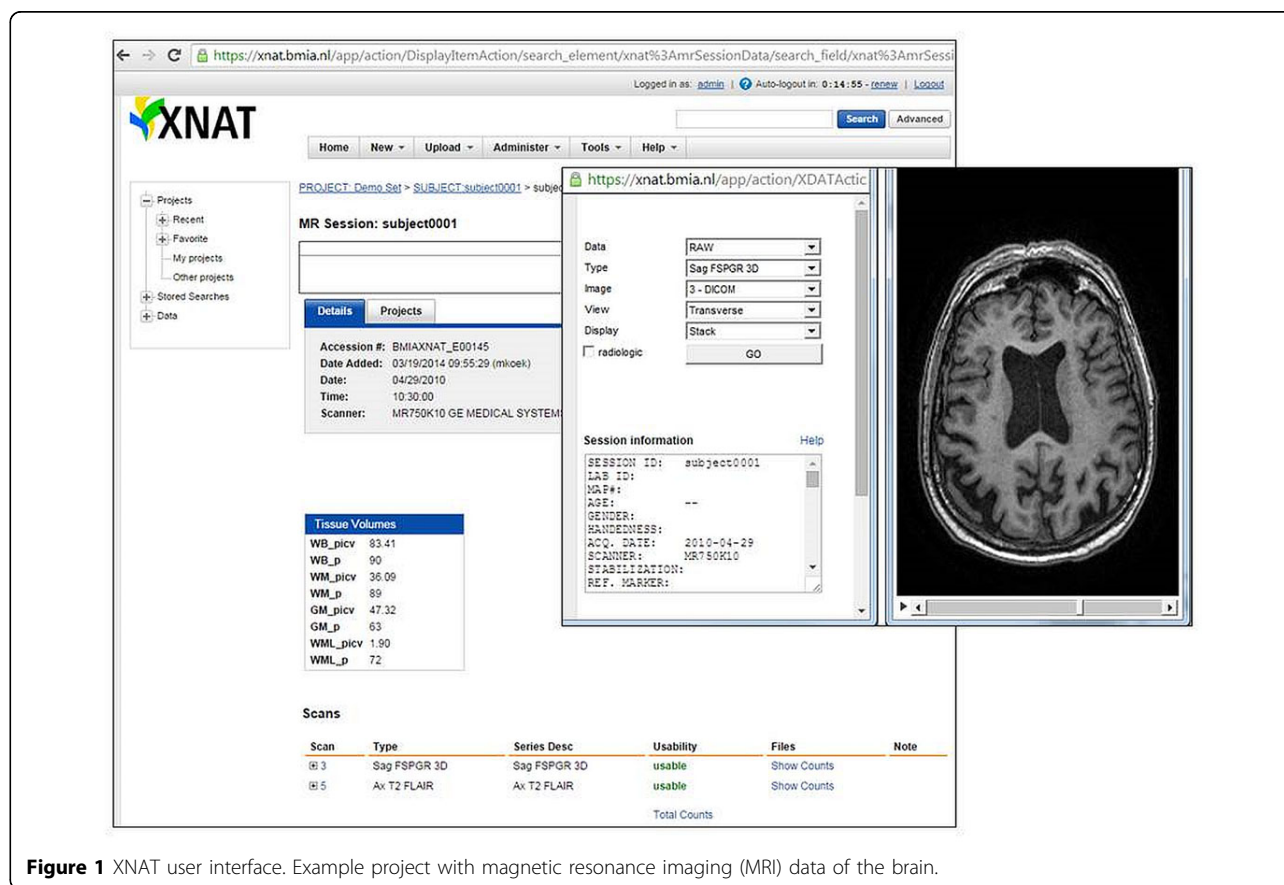 https://xnat.bmia.nl/app/action/DisplayItemAction/search_element/xnat%3AmrSessionData/search_field/xnat%3AmrSessi
Logged in as: admin | Auto-logout in: 0:14:55 - renew | Logout
XNAT
Search Advanced
Home New Upload Administer Tools Help
Projects
Recent
Favorite
My projects
Other projects
Stored Searches
Data
PROJECT: Demo Set > SUBJECT:subject0001 > subjec
MR Session: subject0001
Details Projects
Accession #: BMIAXNAT_E00145
Date Added: 03/19/2014 09:55:29 (mkoek)
Date: 04/29/2010
Time: 10:30:00
Scanner: MR750K10 GE MEDICAL SYSTEMS
https://xnat.bmia.nl/app/action/XDATActic
Data RAW
Type Sag FSPGR 3D
Image 3 - DICOM
View Transverse
Display Stack
radiologic GO
Session information Help
SESSION ID: subject0001
LAB ID:
MAP#:
AGE: --
GENDER:
HANDEDNESS:
ACQ. DATE: 2010-04-29
SCANNER: MR750K10
STABILIZATION:
REF. MARKER:
Tissue Volumes
WB_picv 83.41
WB_p 90
WM_picv 36.09
WM_p 89
GM_picv 47.32
GM_p 63
WML_picv 1.90
WML_p 72
Scans
Scan Type Series Desc Usability Files Note
3 Sag FSPGR 3D Sag FSPGR 3D usable Show Counts
5 Ax T2 FLAIR Ax T2 FLAIR usable Show Counts
Total Counts
Figure 1 XNAT user interface. Example project with magnetic resonance imaging (MRI) data of the brain.